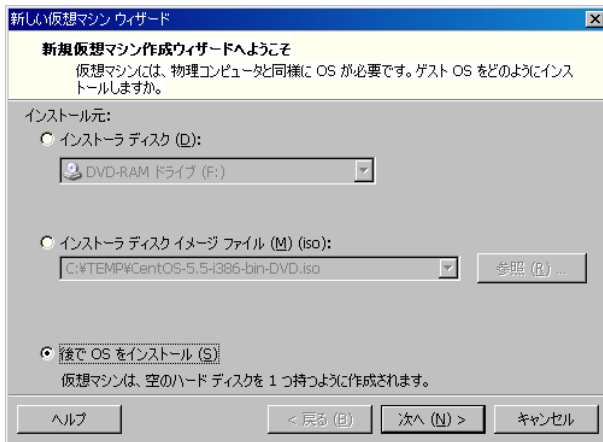 新しい仮想マシン ウィザード
新規仮想マシン作成ウィザードへようこそ
仮想マシンには、物理コンピュータと同様に OS が必要です。ゲスト OS をどのようにインス
トールしますか。
インストール元:
インストーラ ディスク (D):
DVD-RAM ドライブ (F:)
インストーラ ディスク イメージ ファイル (M) (iso):
C:¥TEMP¥CentOS-5.5-i386-bin-DVD.iso
参照 (R) ...
後で OS をインストール (S)
仮想マシンは、空のハード ディスクを 1 つ持つように作成されます。
ヘルプ
< 戻る (B)
次へ (N) >
キャンセル